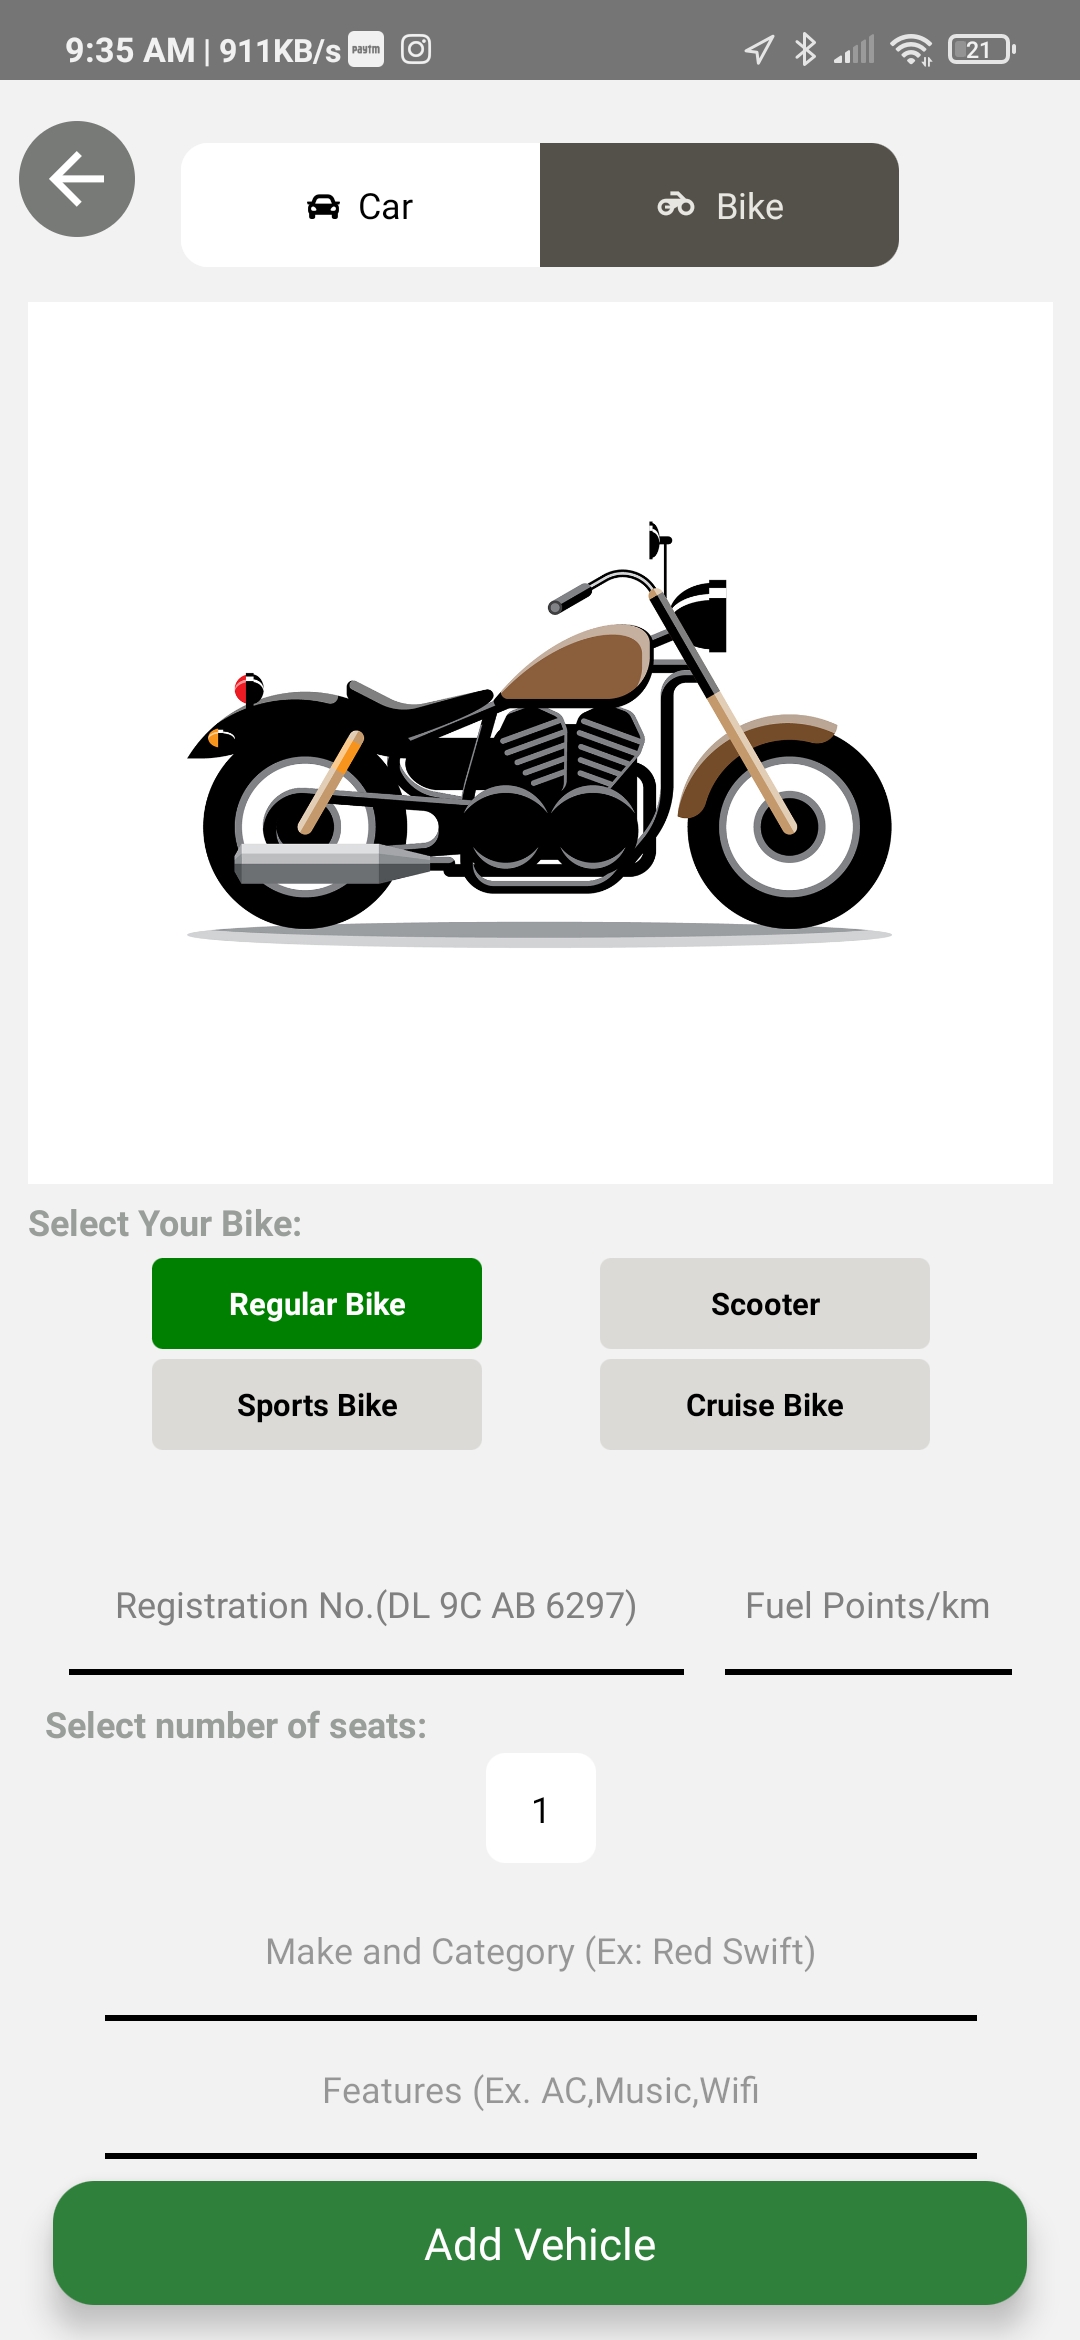 9:35 AM | 911KB/s paytm 21
Car Bike
Select Your Bike:
Regular Bike Scooter
Sports Bike Cruise Bike
Registration No.(DL 9C AB 6297) Fuel Points/km
Select number of seats:
1
Make and Category (Ex: Red Swift)
Features (Ex. AC,Music,Wifi
Add Vehicle